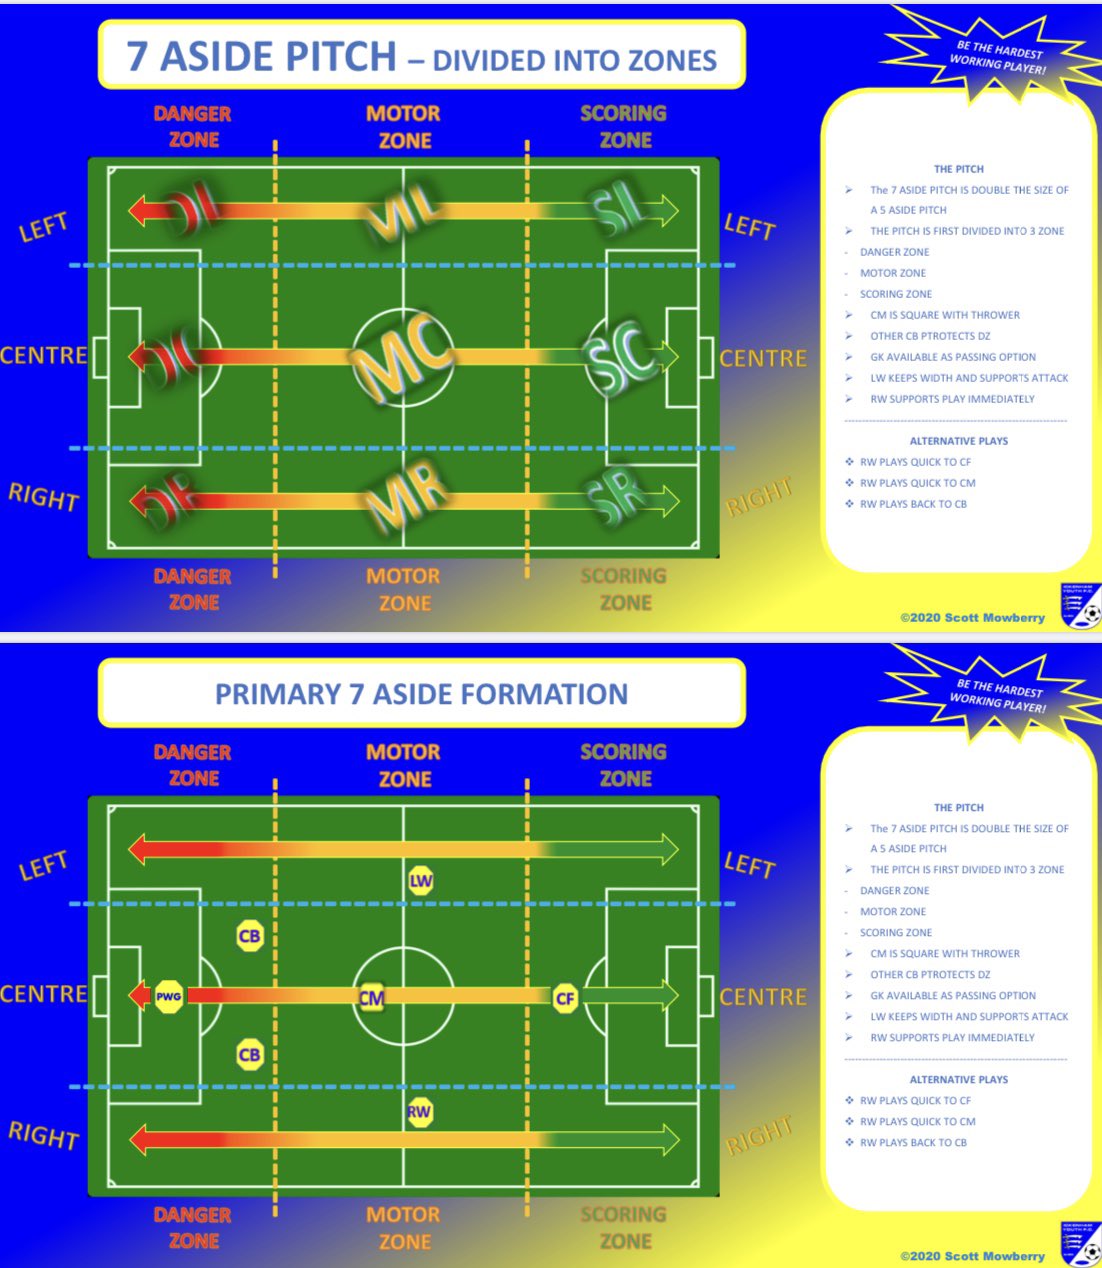 7 ASIDE PITCH – DIVIDED INTO ZONES
BE THE HARDEST
WORKING PLAYER!
DANGER
ZONE
MOTOR
ZONE
SCORING
ZONE
LEFT
DL
ML
SL
LEFT
CENTRE
DC
MC
SC
CENTRE
RIGHT
DR
MR
SR
RIGHT
DANGER
ZONE
MOTOR
ZONE
SCORING
ZONE
THE PITCH
➢ The 7 ASIDE PITCH IS DOUBLE THE SIZE OF
A 5 ASIDE PITCH
➢ THE PITCH IS FIRST DIVIDED INTO 3 ZONE
- DANGER ZONE
- MOTOR ZONE
- SCORING ZONE
➢ CM IS SQUARE WITH THROWER
➢ OTHER CB PTROTECTS DZ
➢ GK AVAILABLE AS PASSING OPTION
➢ LW KEEPS WIDTH AND SUPPORTS ATTACK
➢ RW SUPPORTS PLAY IMMEDIATELY
ALTERNATIVE PLAYS
❖ RW PLAYS QUICK TO CF
❖ RW PLAYS QUICK TO CM
❖ RW PLAYS BACK TO CB
©2020 Scott Mowberry
PRIMARY 7 ASIDE FORMATION
BE THE HARDEST
WORKING PLAYER!
DANGER
ZONE
MOTOR
ZONE
SCORING
ZONE
LEFT
LW
LEFT
CB
CENTRE
PWG
CM
CF
CENTRE
CB
RW
RIGHT
RIGHT
DANGER
ZONE
MOTOR
ZONE
SCORING
ZONE
THE PITCH
➢ The 7 ASIDE PITCH IS DOUBLE THE SIZE OF
A 5 ASIDE PITCH
➢ THE PITCH IS FIRST DIVIDED INTO 3 ZONE
- DANGER ZONE
- MOTOR ZONE
- SCORING ZONE
➢ CM IS SQUARE WITH THROWER
➢ OTHER CB PTROTECTS DZ
➢ GK AVAILABLE AS PASSING OPTION
➢ LW KEEPS WIDTH AND SUPPORTS ATTACK
➢ RW SUPPORTS PLAY IMMEDIATELY
ALTERNATIVE PLAYS
❖ RW PLAYS QUICK TO CF
❖ RW PLAYS QUICK TO CM
❖ RW PLAYS BACK TO CB
©2020 Scott Mowberry